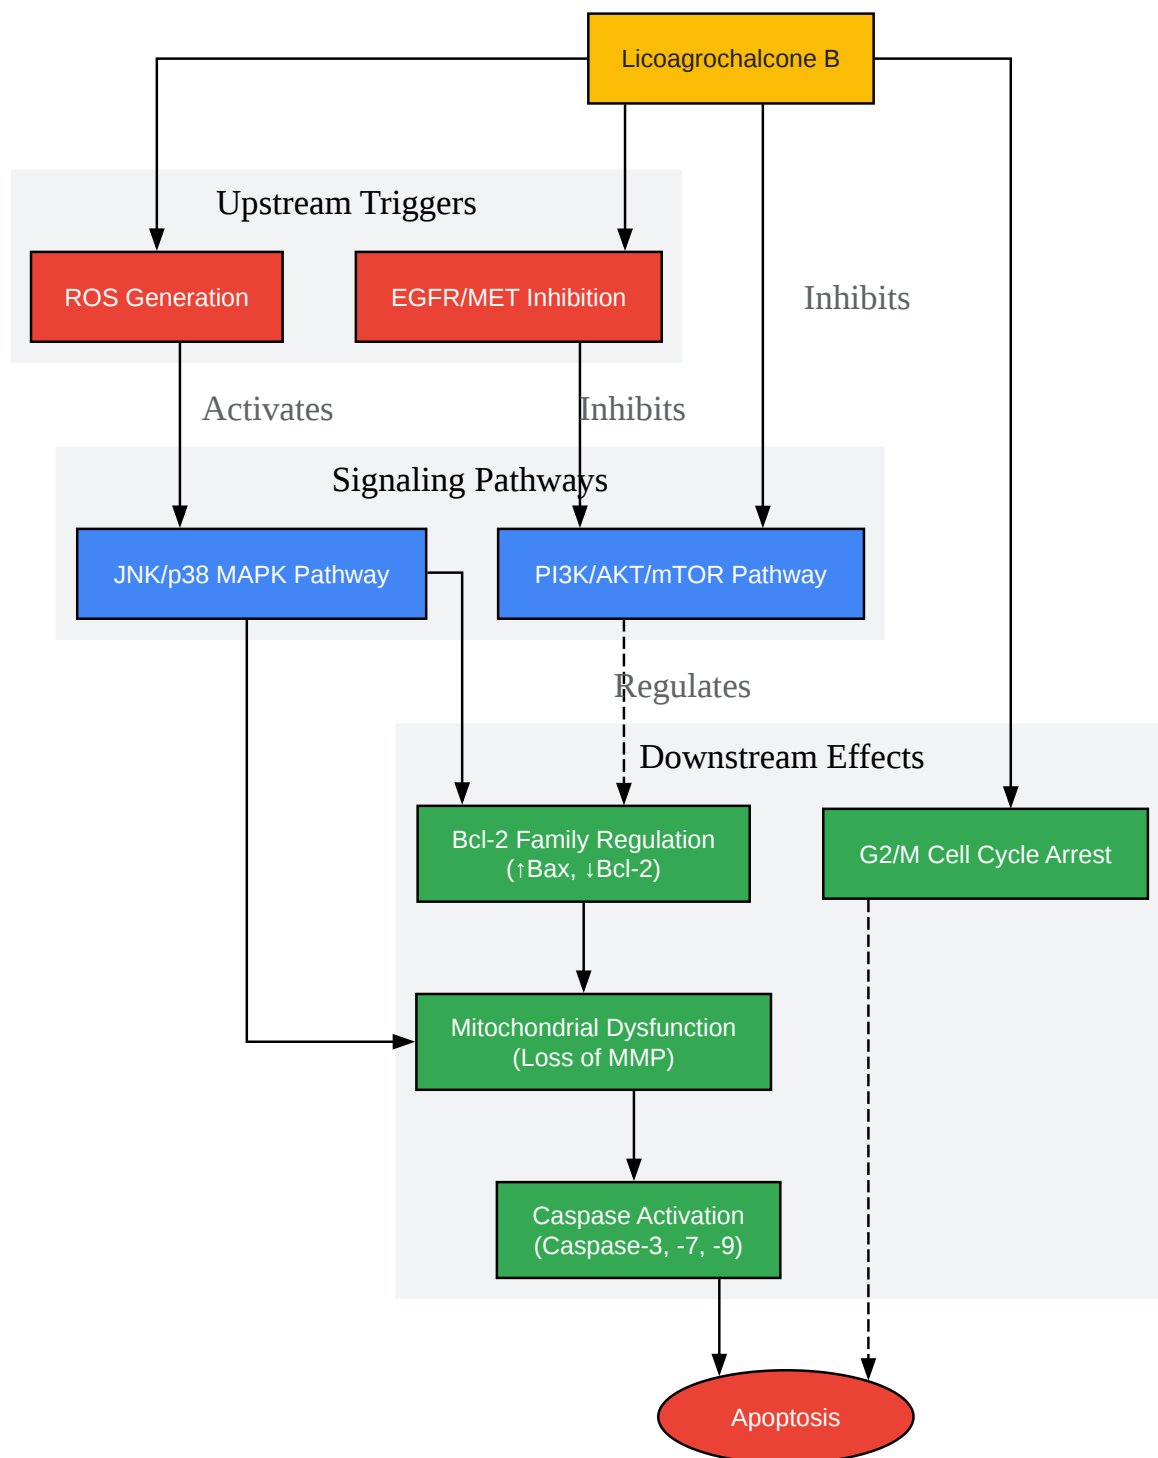 Licoagrochalcone B
Upstream Triggers
ROS Generation
EGFR/MET Inhibition
Inhibits
Activates
Inhibits
Signaling Pathways
JNK/p38 MAPK Pathway
PI3K/AKT/mTOR Pathway
Regulates
Downstream Effects
Bcl-2 Family Regulation
(↑Bax, ↓Bcl-2)
G2/M Cell Cycle Arrest
Mitochondrial Dysfunction
(Loss of MMP)
Caspase Activation
(Caspase-3, -7, -9)
Apoptosis